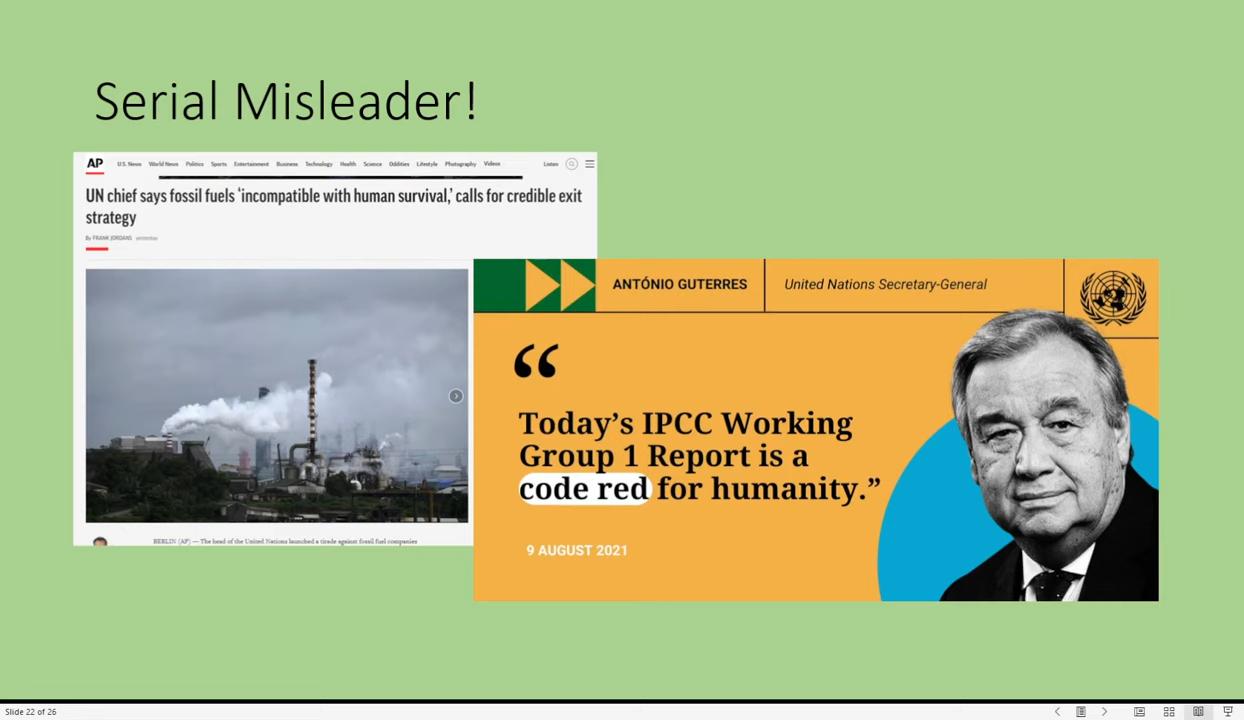 Serial Misleader!
AP U.S. News World News Politics Sports Entertainment Business Technology Health Science Oddities Lifestyle Photography Videos Listen
UN chief says fossil fuels 'incompatible with human survival,' calls for credible exit
strategy
By FRANK JORDANS yesterday
BERLIN (AP) — The head of the United Nations launched a tirade against fossil fuel companies
ANTÓNIO GUTERRES United Nations Secretary-General
“
Today’s IPCC Working
Group 1 Report is a
code red for humanity.”
9 AUGUST 2021
Slide 22 of 26